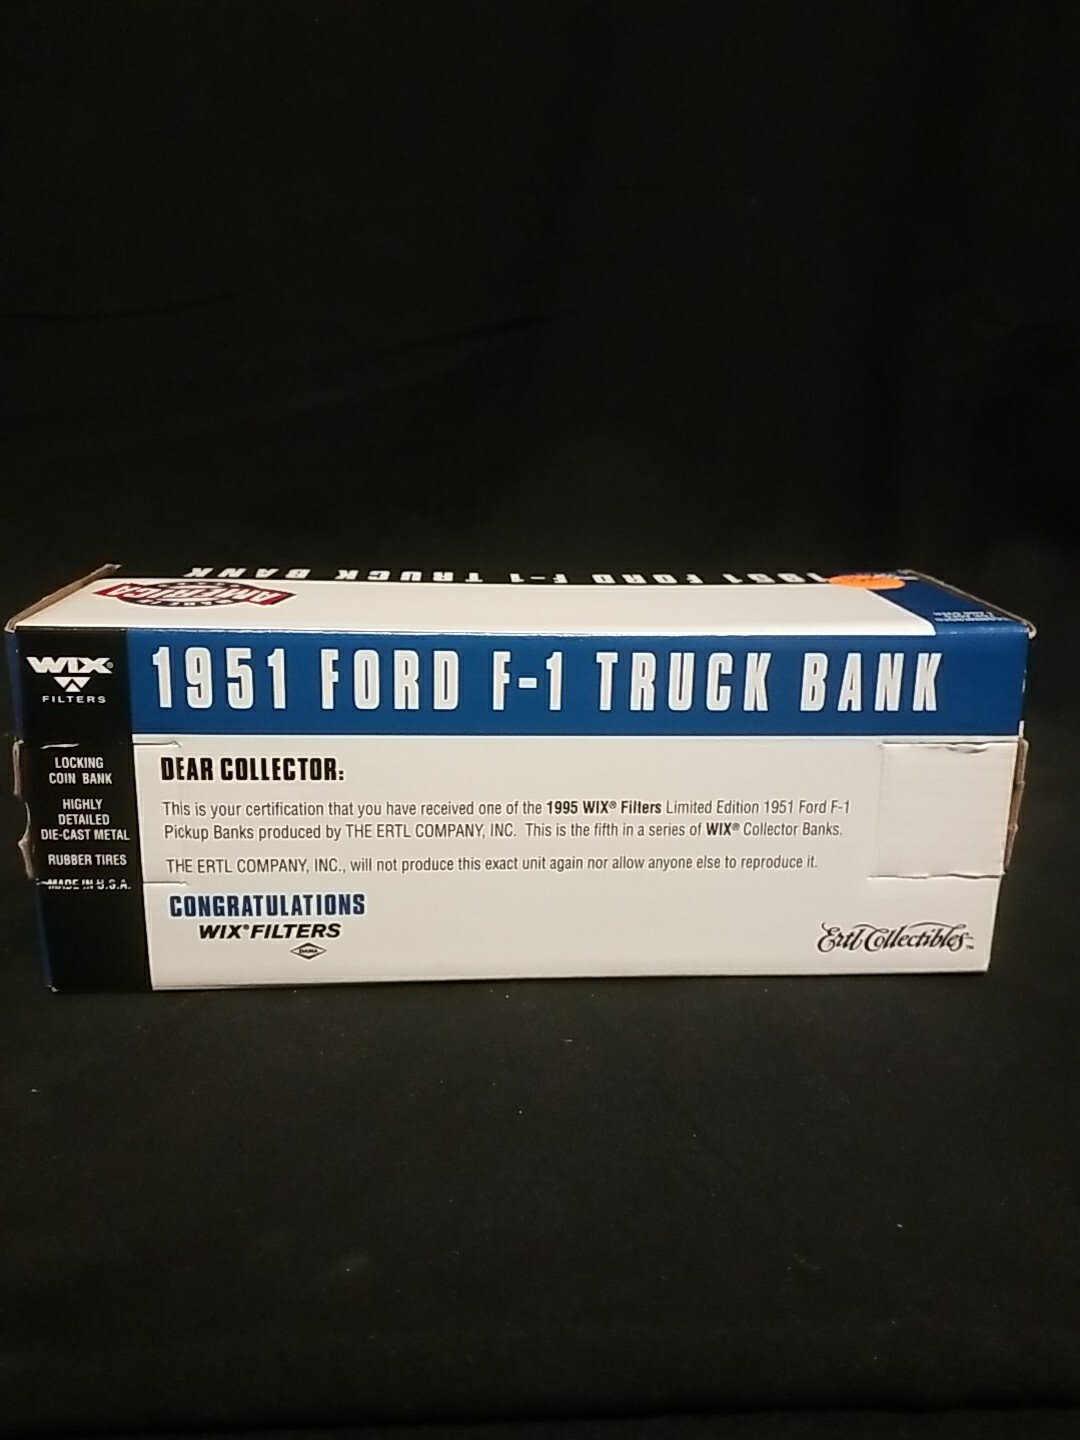 1951 FORD F-1 TRUCK BANK
AMERICA
WIX®
FILTERS
1951 FORD F-1 TRUCK BANK
LOCKING
COIN BANK
HIGHLY
DETAILED
DIE-CAST METAL
RUBBER TIRES
MADE IN U.S.A.
DEAR COLLECTOR:
This is your certification that you have received one of the 1995 WIX® Filters Limited Edition 1951 Ford F-1
Pickup Banks produced by THE ERTL COMPANY, INC. This is the fifth in a series of WIX® Collector Banks.
THE ERTL COMPANY, INC., will not produce this exact unit again nor allow anyone else to reproduce it.
CONGRATULATIONS
WIX® FILTERS
DANA
Ertl Collectibles™